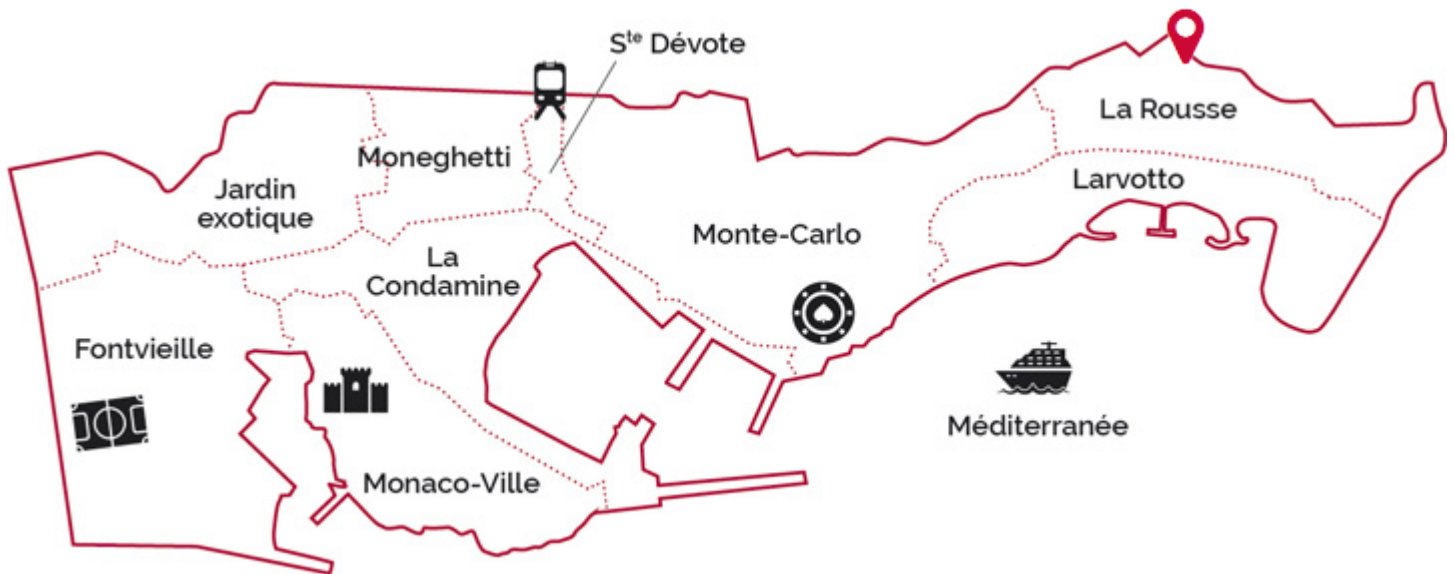 Sᵗᵉ Dévote
La Rousse
Moneghetti
Larvotto
Jardin
exotique
Monte-Carlo
La
Condamine
Fontvieille
Méditerranée
Monaco-Ville